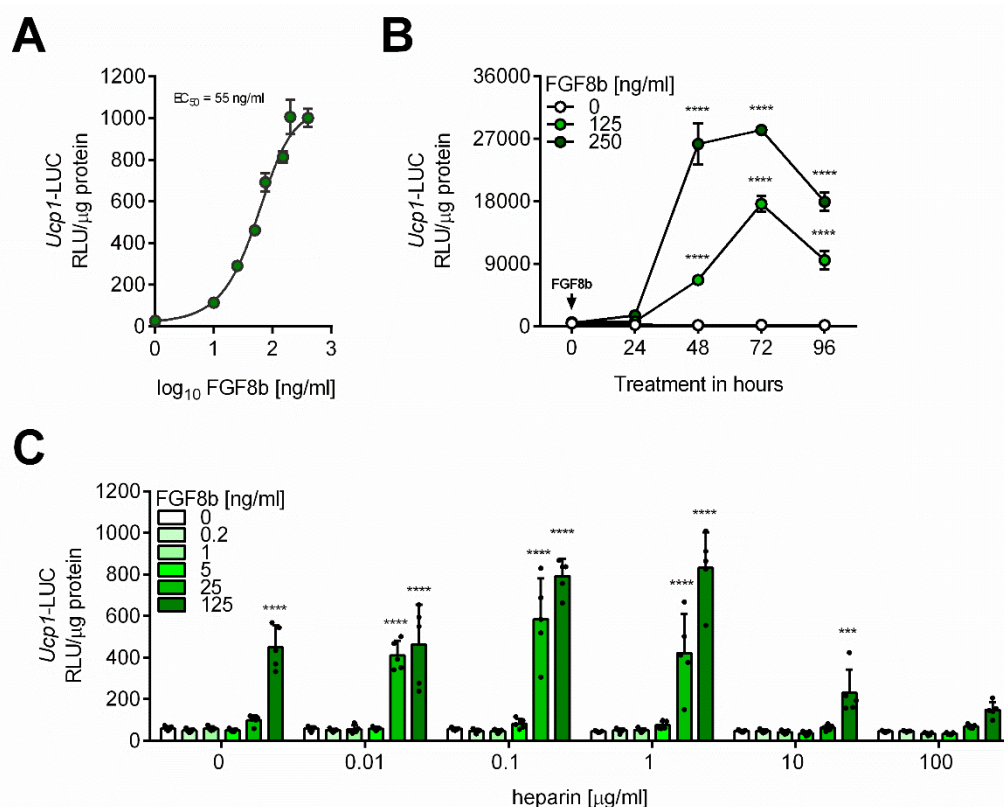 A
1200
1000
800
600
400
200
0
Ucp1-LUC
RLU/µg protein
EC50 = 55 ng/ml
0 1 2 3
log10 FGF8b [ng/ml]
B
36000
27000
18000
9000
0
Ucp1-LUC
RLU/µg protein
FGF8b [ng/ml]
0
125
250
**** ****
****
****
****
****
FGF8b
0 24 48 72 96
Treatment in hours
C
1200
1000
800
600
400
200
0
Ucp1-LUC
RLU/µg protein
FGF8b [ng/ml]
0
0.2
1
5
25
125
****
**** ****
**** ****
**** ****
***
0 0.01 0.1 1 10 100
heparin [µg/ml]